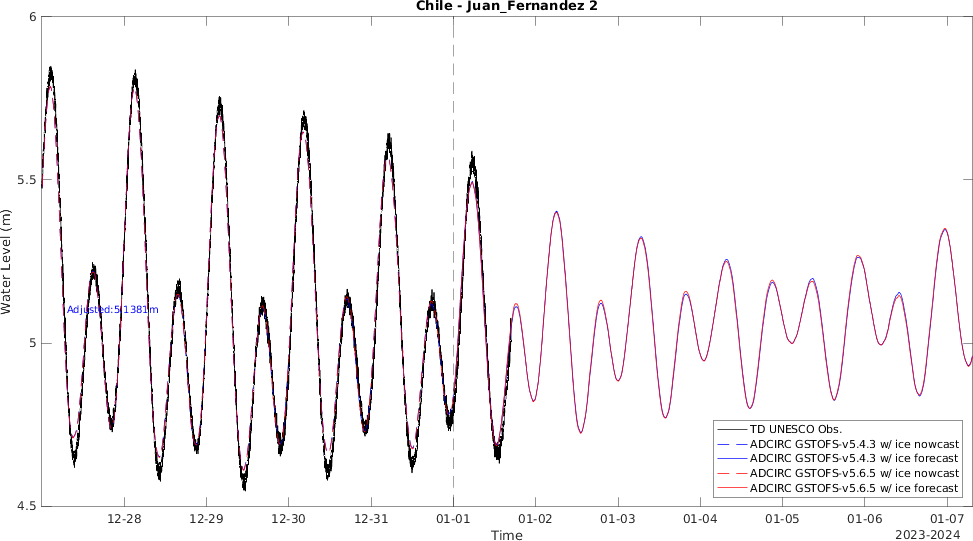 Chile - Juan_Fernandez 2
6
5.5
5
4.5
Water Level (m)
Adjusted:5.1381m
TD UNESCO Obs.
ADCIRC GSTOFS-v5.4.3 w/ ice nowcast
ADCIRC GSTOFS-v5.4.3 w/ ice forecast
ADCIRC GSTOFS-v5.6.5 w/ ice nowcast
ADCIRC GSTOFS-v5.6.5 w/ ice forecast
12-28 12-29 12-30 12-31 01-01 01-02 01-03 01-04 01-05 01-06 01-07
Time
2023-2024